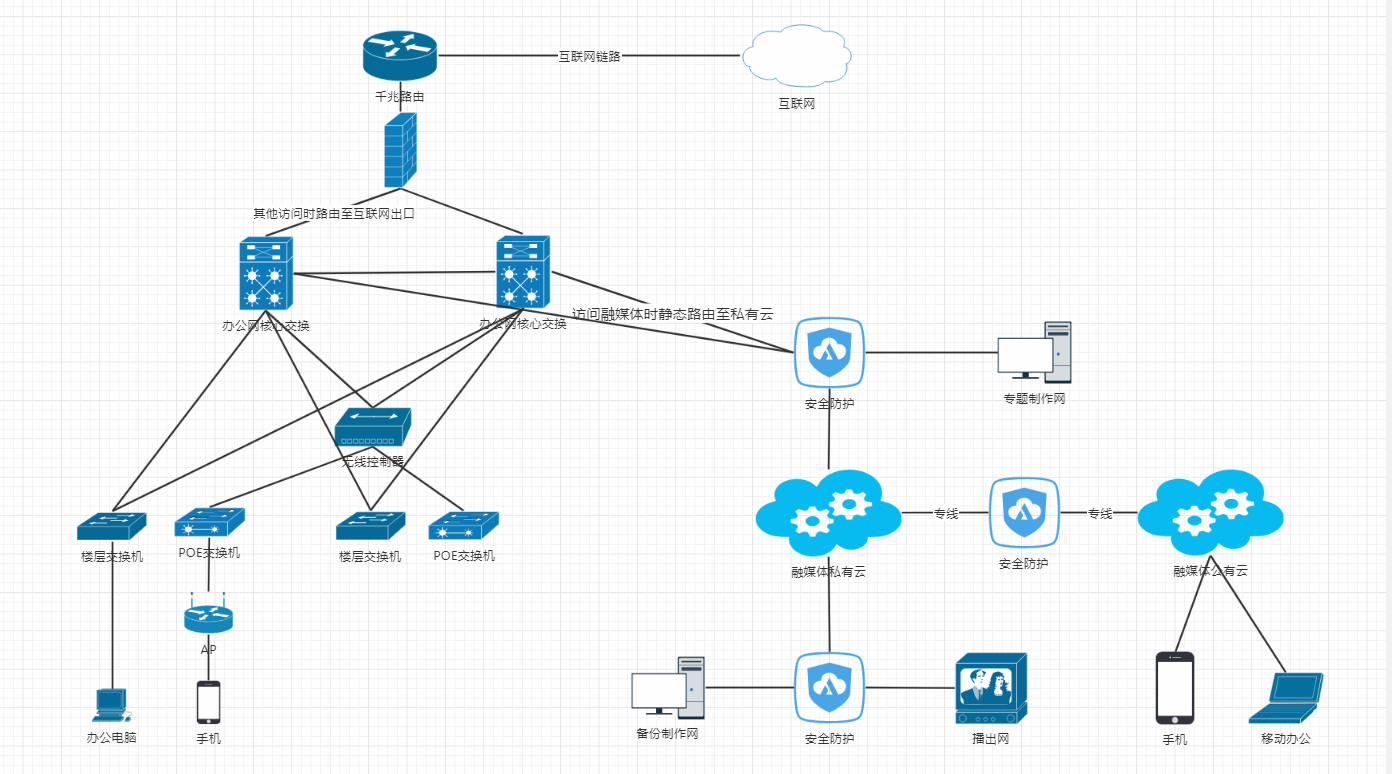 互联网链路
千兆路由
互联网
其他访问时路由至互联网出口
办公网核心交换
办公网核心交换
访问融媒体时静态路由至私有云
安全防护
专题制作网
无线控制器
专线
专线
楼层交换机
POE交换机
楼层交换机
POE交换机
融媒体私有云
安全防护
融媒体公有云
AP
办公电脑
手机
备份制作网
安全防护
播出网
手机
移动办公